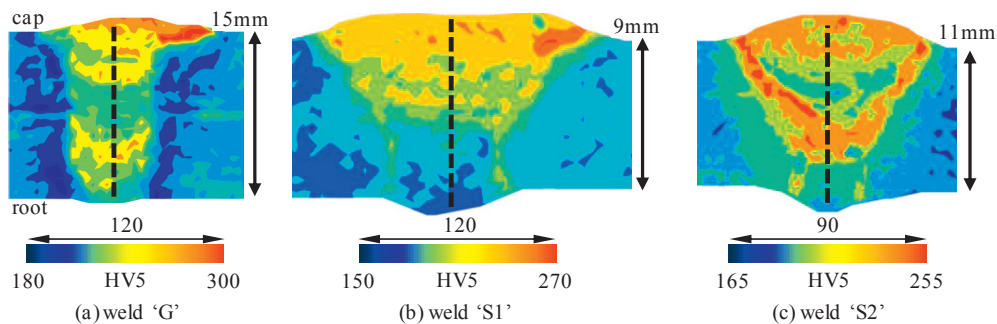 cap
15mm
9mm
11mm
root
120
120
90
180 HV5 300
150 HV5 270
165 HV5 255
(a) weld ‘G’
(b) weld ‘S1’
(c) weld ‘S2’